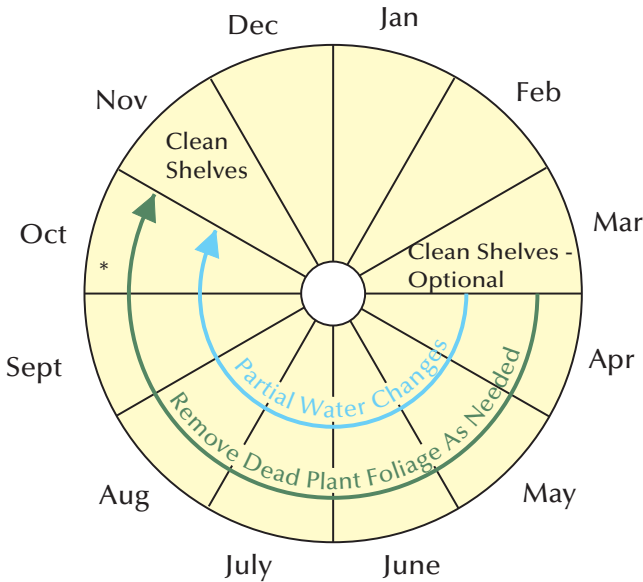 Jan
Feb
Mar
Apr
May
June
July
Aug
Sept
Oct
Nov
Dec
Clean
Shelves
Clean Shelves -
Optional
*
Partial Water Changes
Remove Dead Plant Foliage As Needed